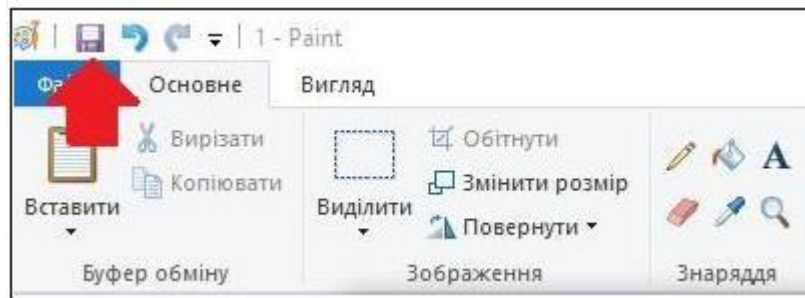 1 - Paint
Основне Вигляд
Вирізати
Копіювати
Вставити
Буфер обміну
Виділити
Обітнути
Змінити розмір
Повернути
Зображення
A
Знаряддя